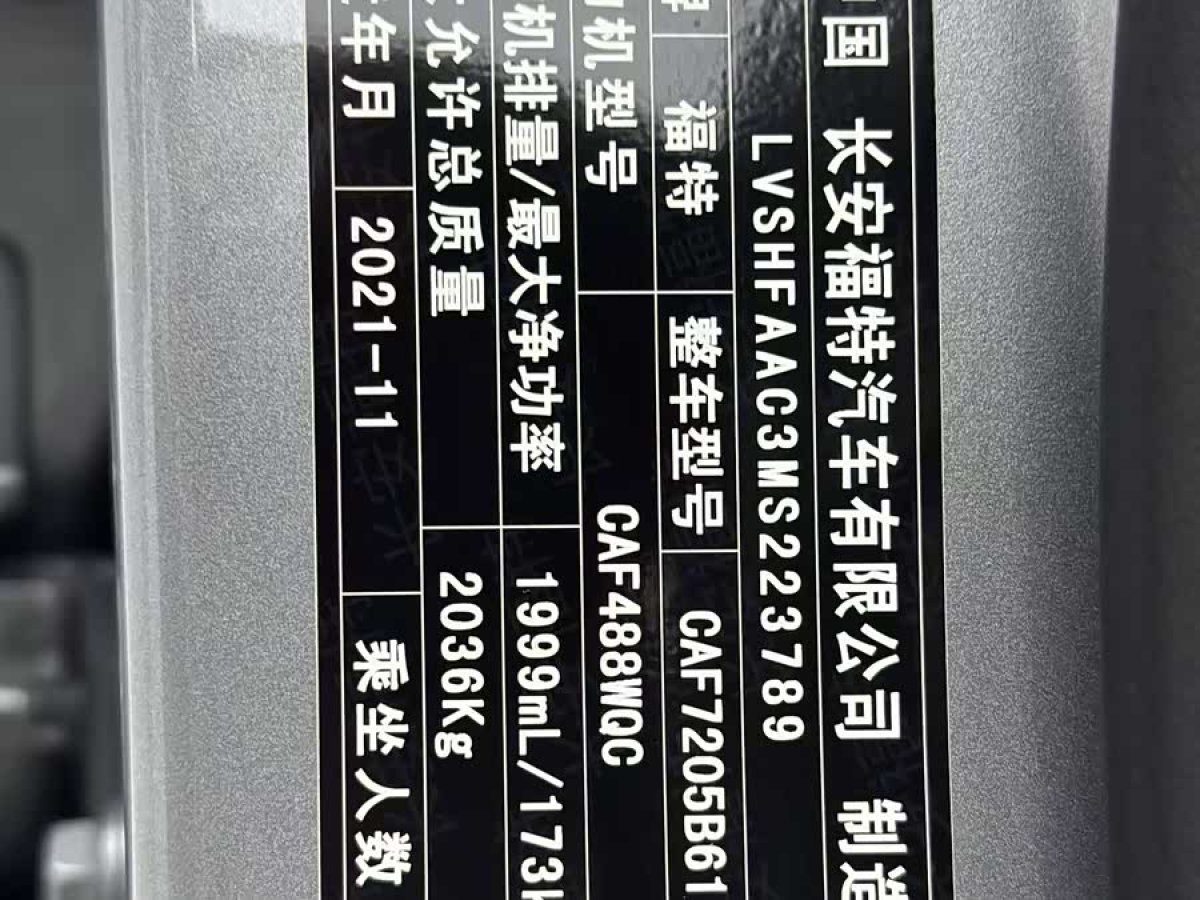 中国 长安福特汽车有限公司 制造
LVSHFAAC3MS223789
福特 整车型号 CAF7205B61
机型号 CAF488WQC
机排量/最大净功率 1999mL/173
允许总质量 2036Kg
年月 2021-11 乘坐人数